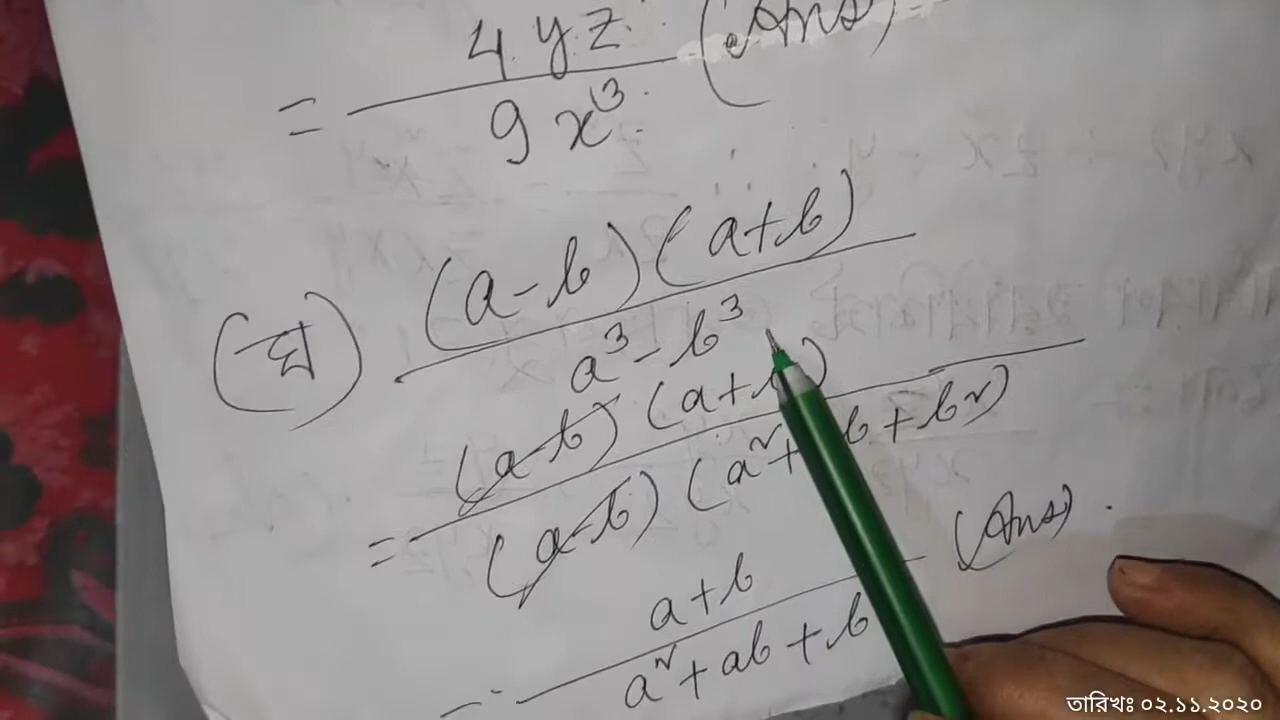 = 4yz / 9x³ (Ans)
(ঘ) (a-b)(a+b) / a³-b³
= (a-b)(a+b) / (a-b)(a²+ab+b²)
= a+b / a²+ab+b (Ans).
তারিখঃ ০২.১১.২০২০